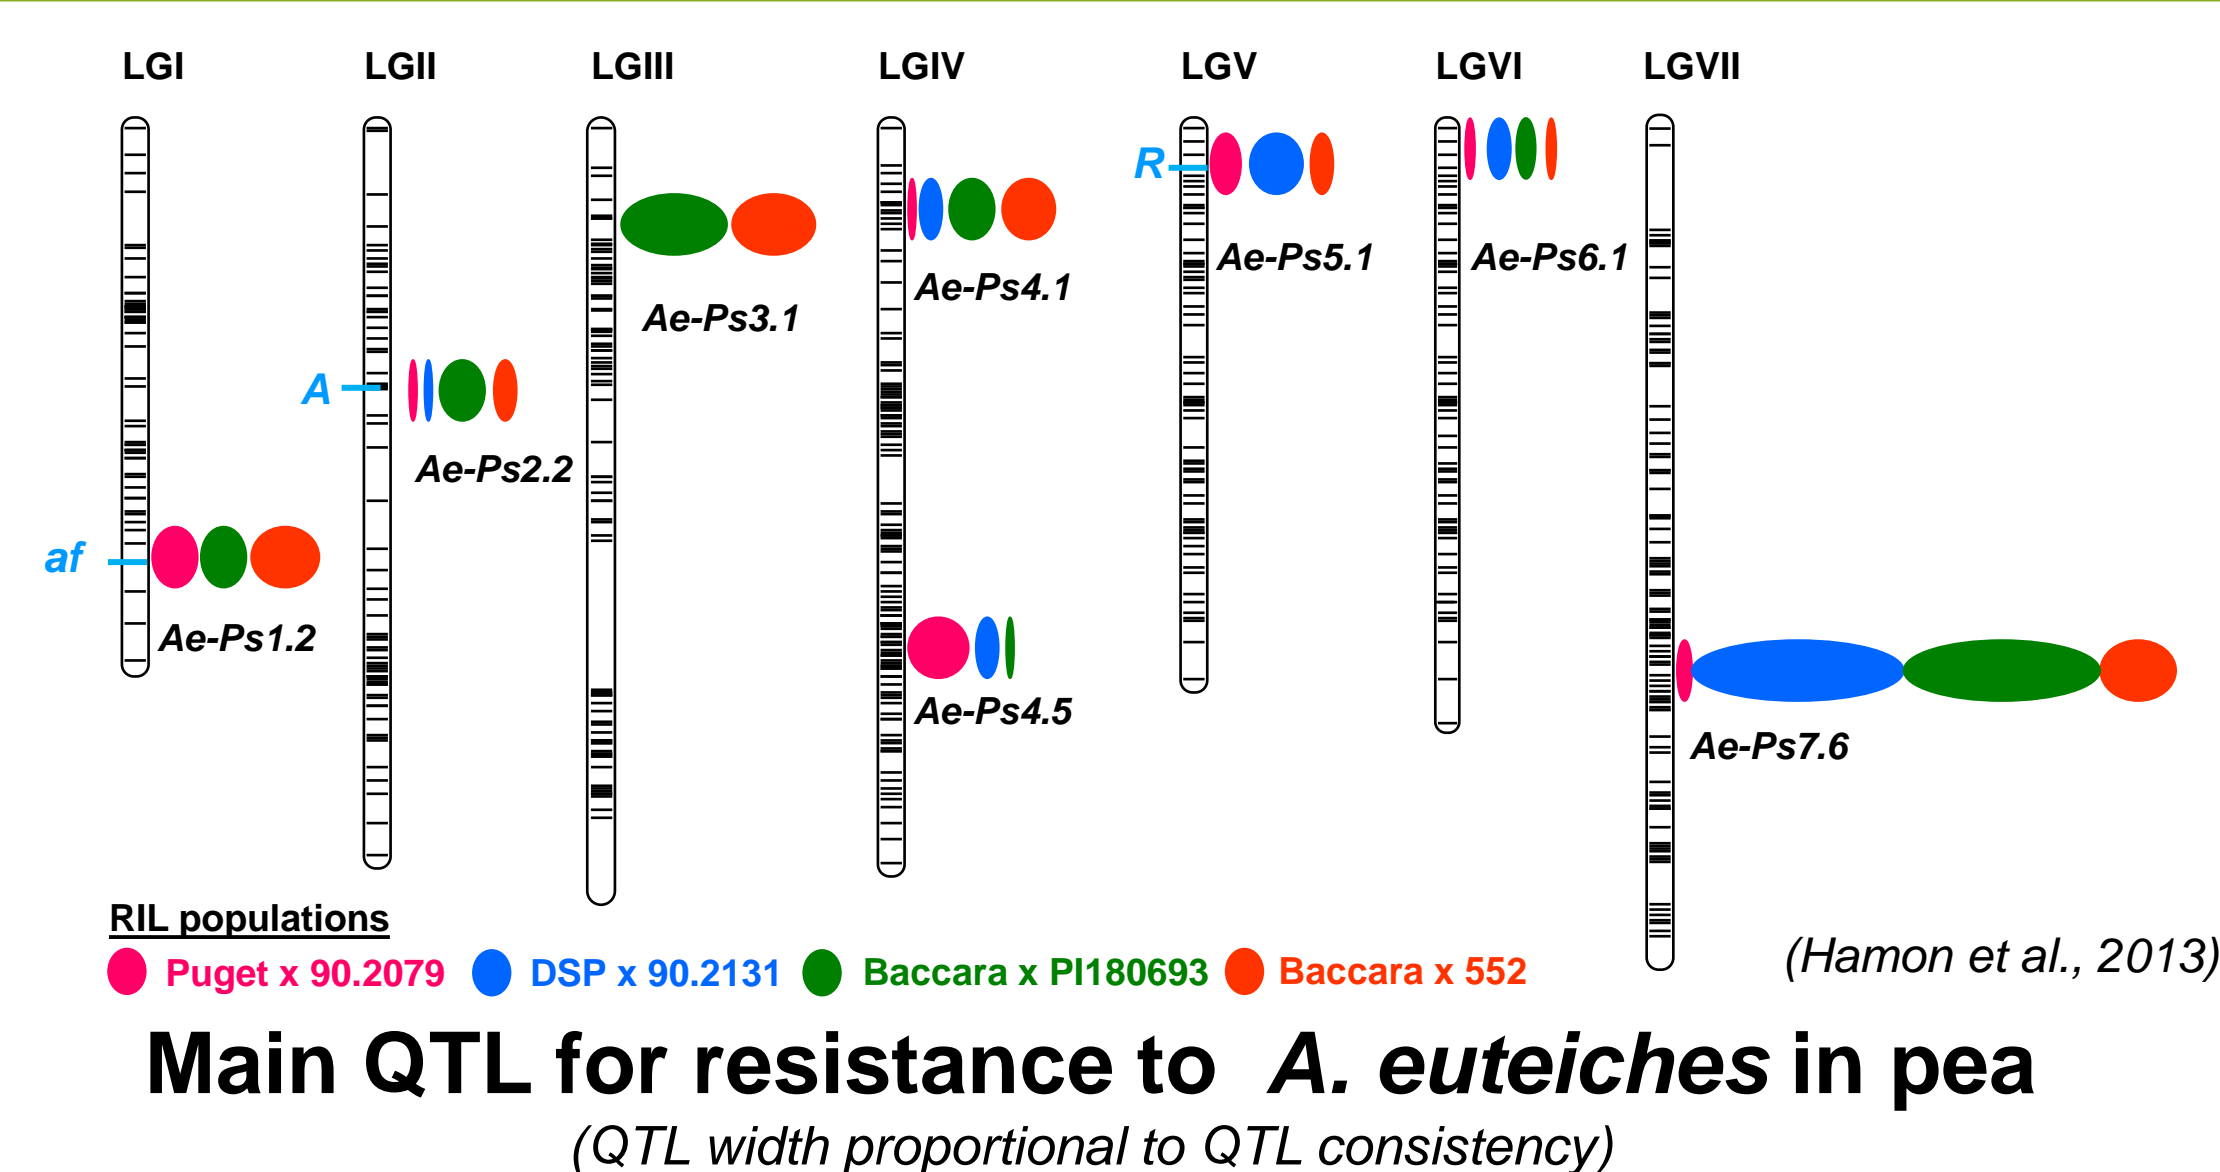 LGI LGII LGIII LGIV LGV LGVI LGVII
R
Ae-Ps5.1 Ae-Ps6.1
Ae-Ps4.1
Ae-Ps3.1
A
Ae-Ps2.2
af
Ae-Ps1.2
Ae-Ps4.5
Ae-Ps7.6
RIL populations
(Hamon et al., 2013)
Puget x 90.2079 DSP x 90.2131 Baccara x PI180693 Baccara x 552
Main QTL for resistance to A. euteiches in pea
(QTL width proportional to QTL consistency)